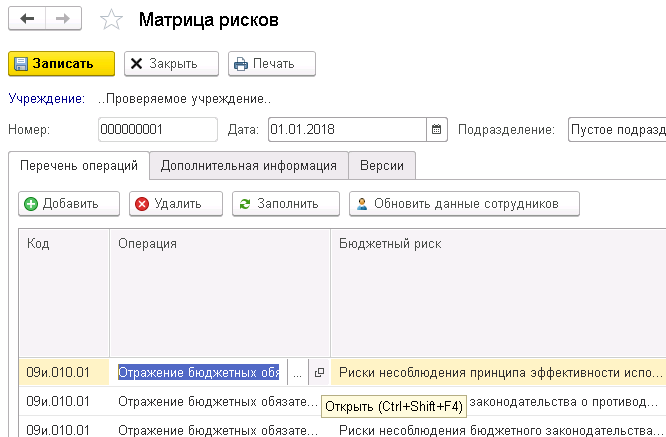 Матрица рисков
Записать Закрыть Печать
Учреждение: ..Проверяемое учреждение..
Номер: 000000001 Дата: 01.01.2018 Подразделение: Пустое подразд
Перечень операций Дополнительная информация Версии
Добавить Удалить Заполнить Обновить данные сотрудников
Код Операция Бюджетный риск
09и.010.01 Отражение бюджетных обя ... Риски несоблюдения принципа эффективности испо...
09и.010.01 Отражение бюджетных обязате... законодательства о противод...
Открыть (Ctrl+Shift+F4)
09и.010.01 Отражение бюджетных обязате... Риски несоблюдения бюджетного законодательства...